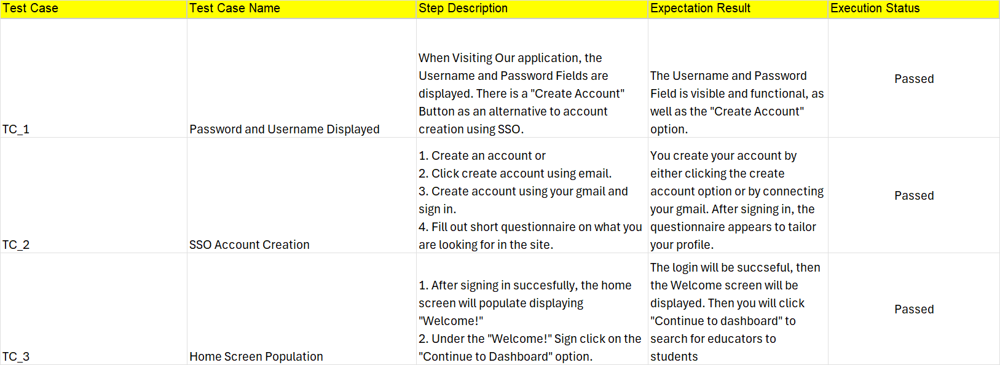 Test Case
Test Case Name
Step Description
Expectation Result
Execution Status
TC_1
Password and Username Displayed
When Visiting Our application, the
Username and Password Fields are
displayed. There is a "Create Account"
Button as an alternative to account
creation using SSO.
The Username and Password
Field is visible and functional, as
well as the "Create Account"
option.
Passed
TC_2
SSO Account Creation
1. Create an account or
2. Click create account using email.
3. Create account using your gmail and
sign in.
4. Fill out short questionnaire on what you
are looking for in the site.
You create your account by
either clicking the create
account option or by connecting
your gmail. After signing in, the
questionnaire appears to tailor
your profile.
Passed
TC_3
Home Screen Population
1. After signing in succesfully, the home
screen will populate displaying
"Welcome!"
2. Under the "Welcome!" Sign click on the
"Continue to Dashboard" option.
The login will be succseful, then
the Welcome screen will be
displayed. Then you will click
"Continue to dashboard" to
search for educators to
students
Passed